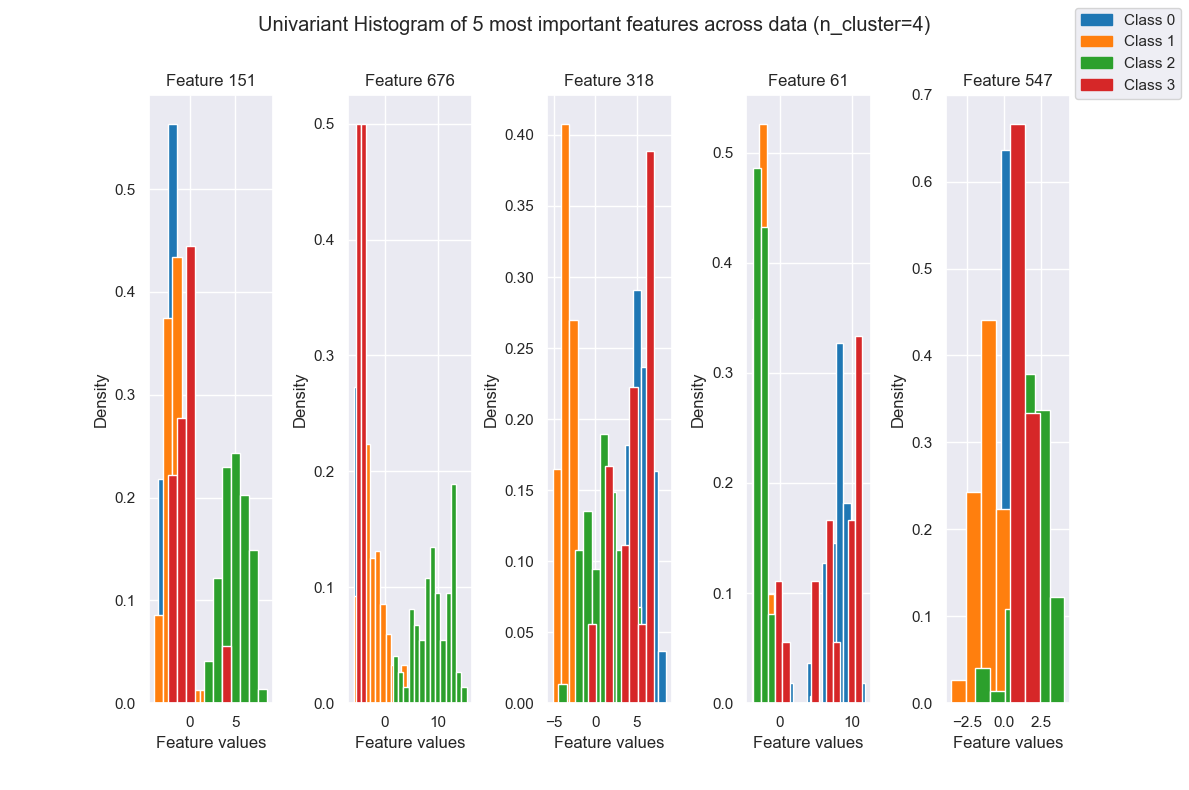 Univariant Histogram of 5 most important features across data (n_cluster=4)
Class 0
Class 1
Class 2
Class 3
Feature 151
Feature 676
Feature 318
Feature 61
Feature 547
Density
0.0
0.1
0.2
0.3
0.4
0.5
0 5
Feature values
Density
0.0
0.1
0.2
0.3
0.4
0.5
0 10
Feature values
Density
0.00
0.05
0.10
0.15
0.20
0.25
0.30
0.35
0.40
−5 0 5
Feature values
Density
0.0
0.1
0.2
0.3
0.4
0.5
0 10
Feature values
Density
0.0
0.1
0.2
0.3
0.4
0.5
0.6
0.7
−2.5 0.0 2.5
Feature values